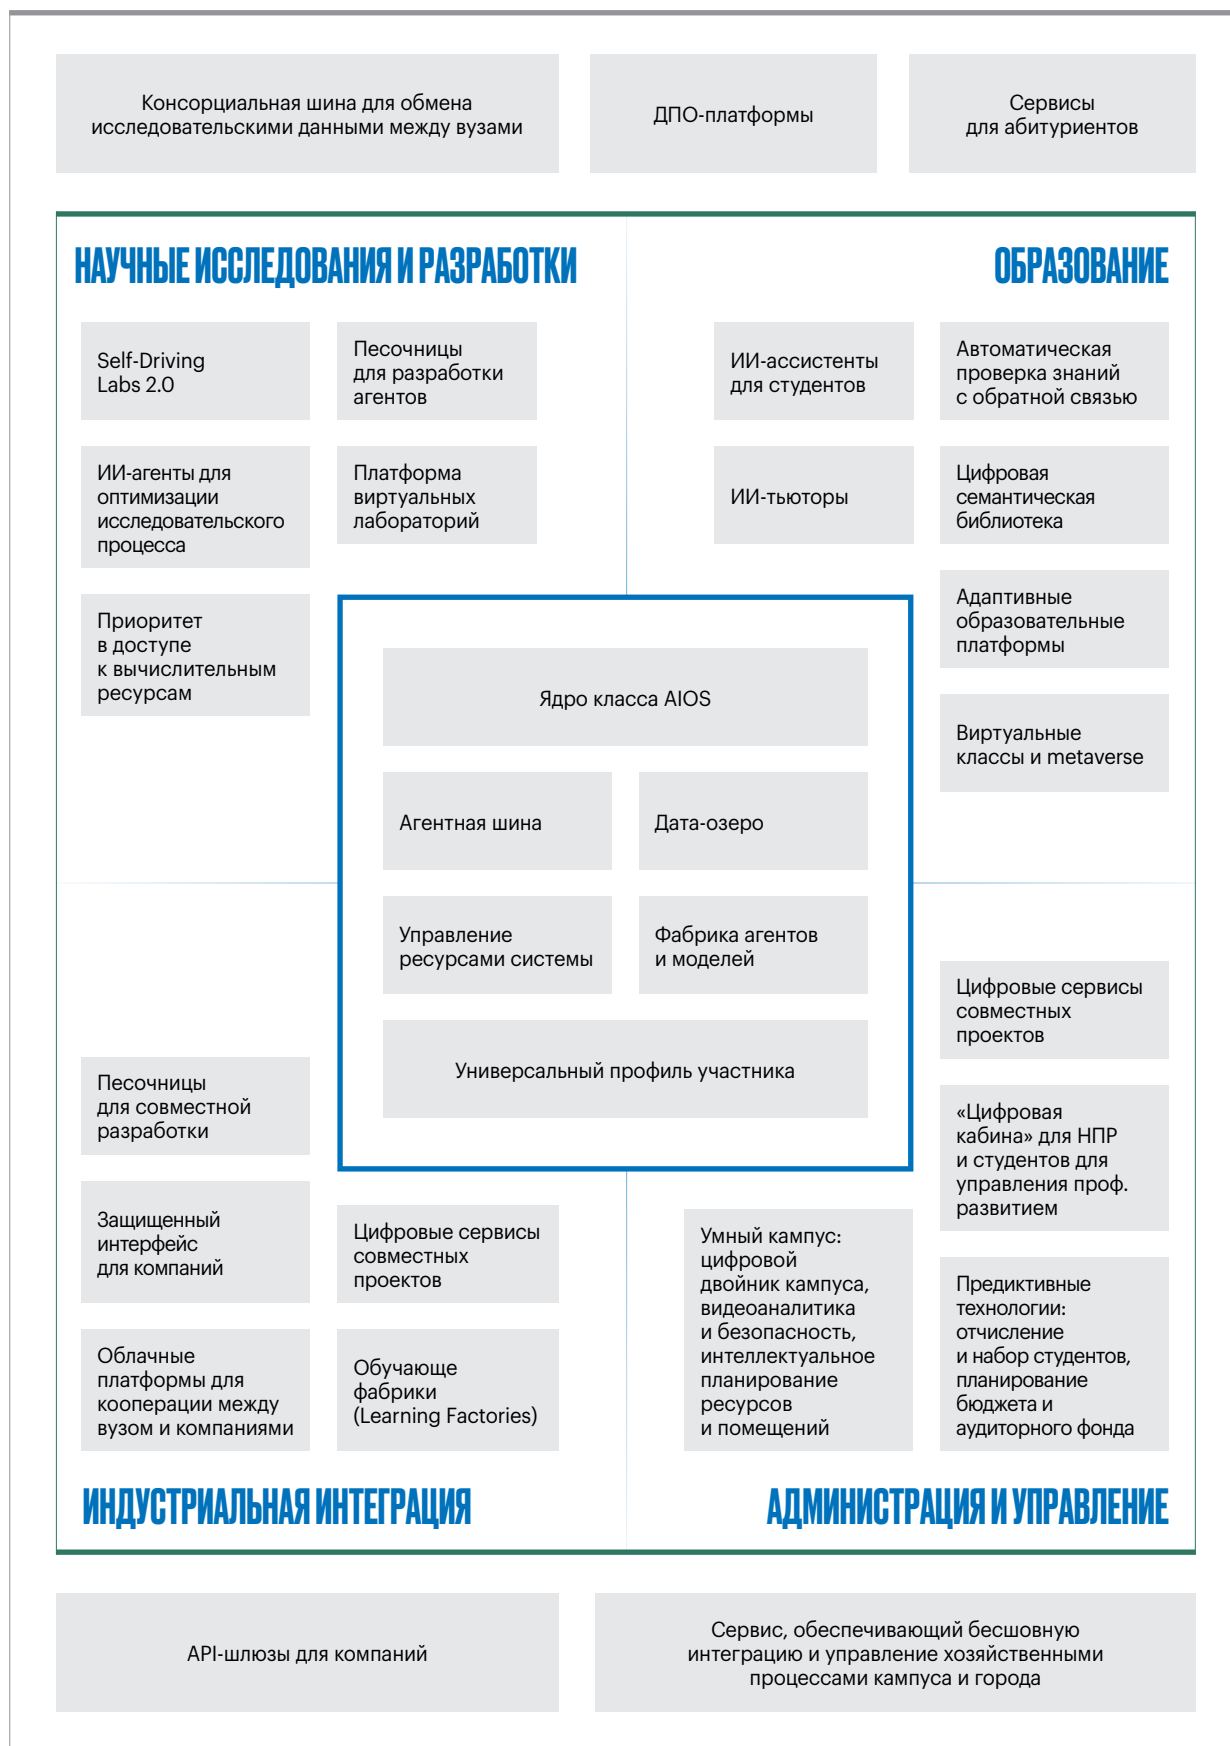 Консорциальная шина для обмена
исследовательскими данными между вузами
ДПО-платформы
Сервисы
для абитуриентов
НАУЧНЫЕ ИССЛЕДОВАНИЯ И РАЗРАБОТКИ
Self-Driving
Labs 2.0
Песочницы
для разработки
агентов
ИИ-агенты для
оптимизации
исследовательского
процесса
Платформа
виртуальных
лабораторий
Приоритет
в доступе
к вычислительным
ресурсам
ОБРАЗОВАНИЕ
ИИ-ассистенты
для студентов
Автоматическая
проверка знаний
с обратной связью
ИИ-тьюторы
Цифровая
семантическая
библиотека
Адаптивные
образовательные
платформы
Виртуальные
классы и metaverse
Ядро класса AIOS
Агентная шина
Дата-озеро
Управление
ресурсами системы
Фабрика агентов
и моделей
Универсальный профиль участника
Песочницы
для совместной
разработки
Защищенный
интерфейс
для компаний
Цифровые сервисы
совместных
проектов
Облачные
платформы для
кооперации между
вузом и компаниями
Обучающе
фабрики
(Learning Factories)
ИНДУСТРИАЛЬНАЯ ИНТЕГРАЦИЯ
Цифровые сервисы
совместных
проектов
«Цифровая
кабина» для НПР
и студентов для
управления проф.
развитием
Умный кампус:
цифровой
двойник кампуса,
видеоаналитика
и безопасность,
интеллектуальное
планирование
ресурсов
и помещений
Предиктивные
технологии:
отчисление
и набор студентов,
планирование
бюджета и
аудиторного фонда
АДМИНИСТРАЦИЯ И УПРАВЛЕНИЕ
API-шлюзы для компаний
Сервис, обеспечивающий бесшовную
интеграцию и управление хозяйственными
процессами кампуса и города